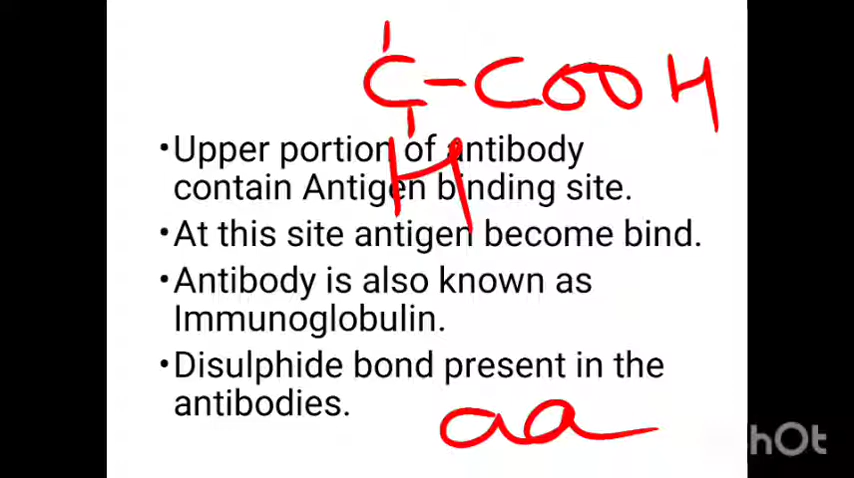 C-COOH
H
•Upper portion of antibody
contain Antigen binding site.
•At this site antigen become bind.
•Antibody is also known as
Immunoglobulin.
•Disulphide bond present in the
antibodies.
aa
hOt